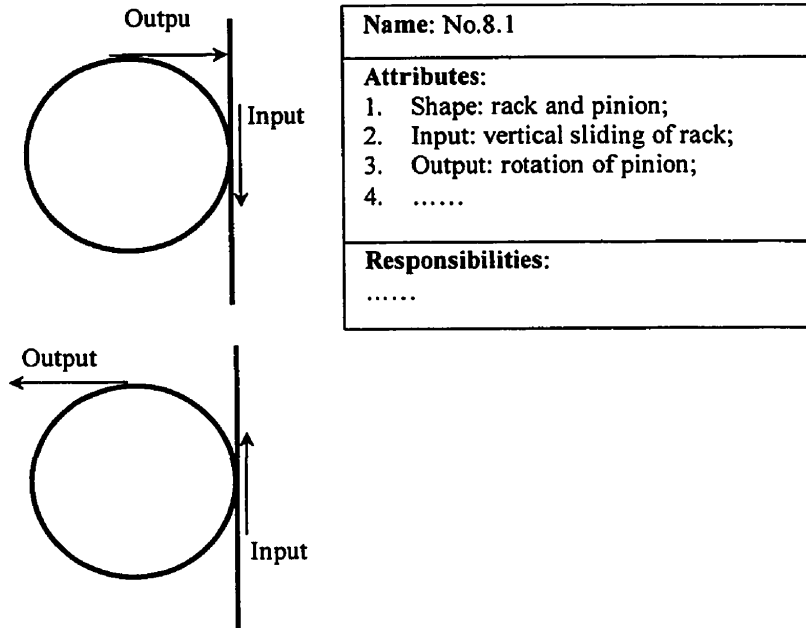 Outpu
Input
Name: No.8.1
Attributes:
1. Shape: rack and pinion;
2. Input: vertical sliding of rack;
3. Output: rotation of pinion;
4. ......
Responsibilities:
......
Output
Input